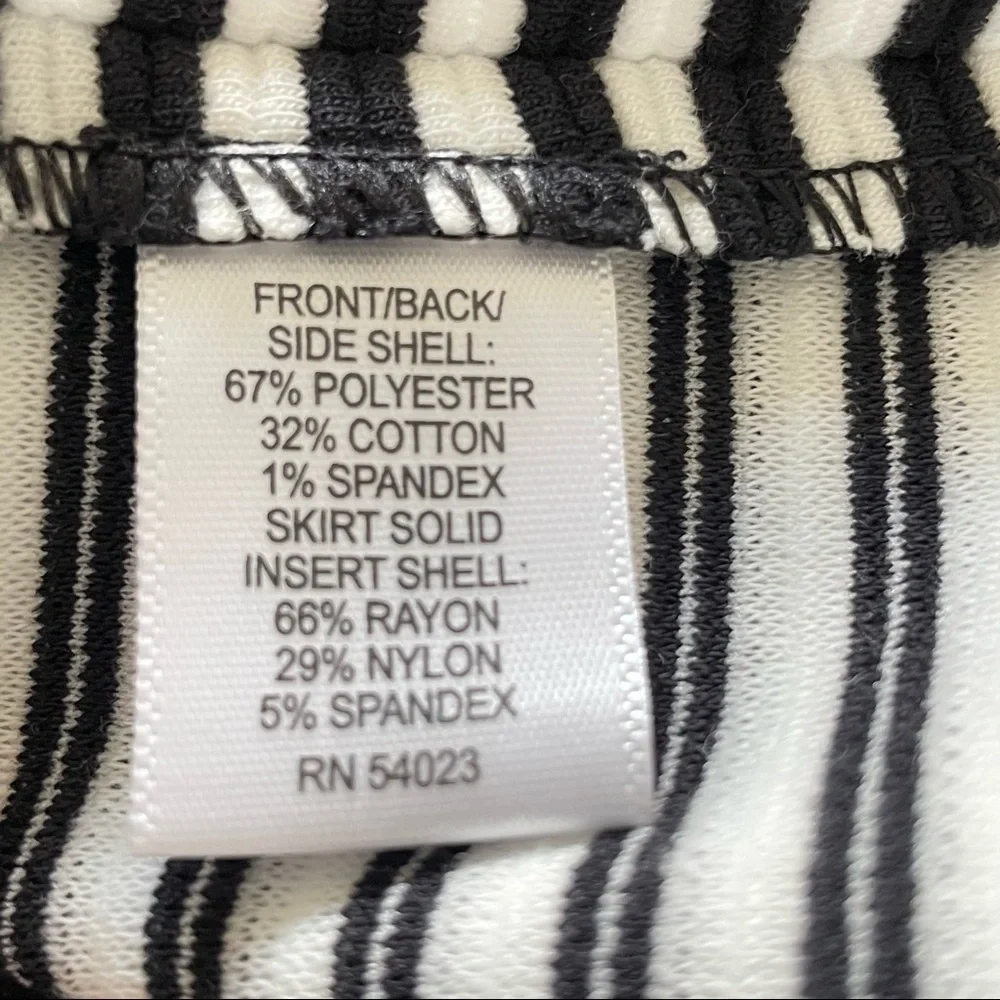 FRONT/BACK/
SIDE SHELL:
67% POLYESTER
32% COTTON
1% SPANDEX
SKIRT SOLID
INSERT SHELL:
66% RAYON
29% NYLON
5% SPANDEX
RN 54023